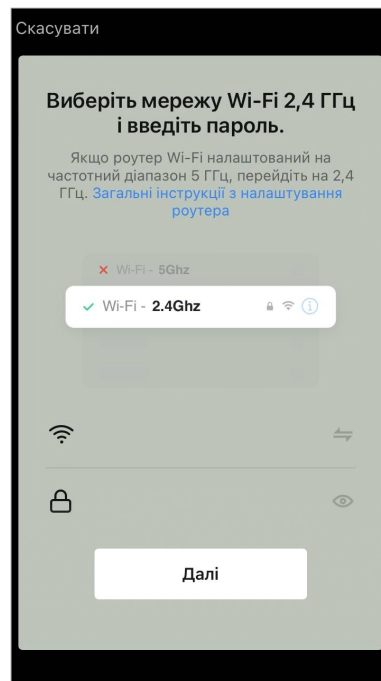 Скасувати
Виберіть мережу Wi-Fi 2,4 ГГц
і введіть пароль.
Якщо роутер Wi-Fi налаштований на
частотний діапазон 5 ГГц, перейдіть на 2,4
ГГц. Загальні інструкції з налаштування
роутера
Wi-Fi - 5Ghz
Wi-Fi - 2.4Ghz
Далі